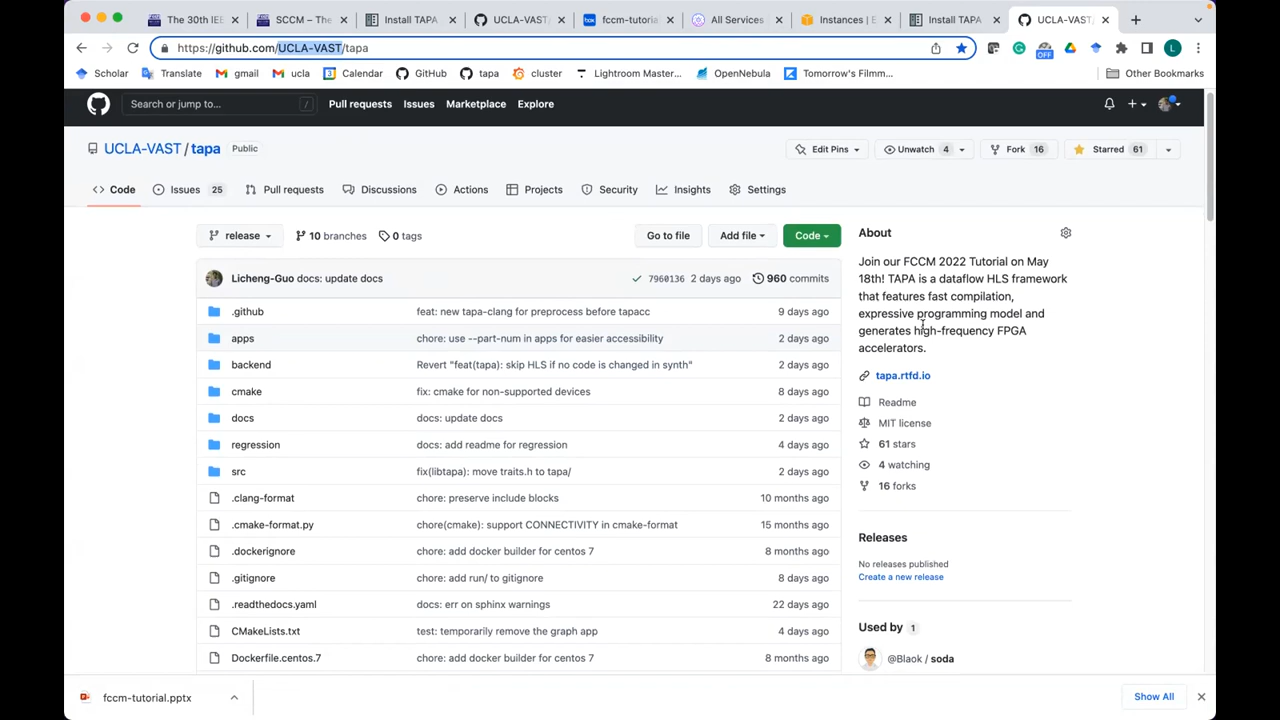 The 30th IEE
SCCM – The
Install TAPA
UCLA-VAST/
fccm-tutoria
All Services
Instances | E
Install TAPA
UCLA-VAST/
https://github.com/UCLA-VAST/tapa
OFF
L
Scholar
Translate
gmail
ucla
Calendar
GitHub
tapa
cluster
Lightroom Master...
OpenNebula
Tomorrow's Filmm...
Other Bookmarks
Search or jump to...
/
Pull requests
Issues
Marketplace
Explore
UCLA-VAST / tapa
Public
Edit Pins
Unwatch 4
Fork 16
Starred 61
Code
Issues 25
Pull requests
Discussions
Actions
Projects
Security
Insights
Settings
release
10 branches
0 tags
Go to file
Add file
Code
Licheng-Guo docs: update docs
7960136 2 days ago
960 commits
.github feat: new tapa-clang for preprocess before tapacc 9 days ago
apps chore: use --part-num in apps for easier accessibility 2 days ago
backend Revert "feat(tapa): skip HLS if no code is changed in synth" 2 days ago
cmake fix: cmake for non-supported devices 8 days ago
docs docs: update docs 2 days ago
regression docs: add readme for regression 4 days ago
src fix(libtapa): move traits.h to tapa/ 2 days ago
.clang-format chore: preserve include blocks 10 months ago
.cmake-format.py chore(cmake): support CONNECTIVITY in cmake-format 15 months ago
.dockerignore chore: add docker builder for centos 7 8 months ago
.gitignore chore: add run/ to gitignore 8 days ago
.readthedocs.yaml docs: err on sphinx warnings 22 days ago
CMakeLists.txt test: temporarily remove the graph app 4 days ago
Dockerfile.centos.7 chore: add docker builder for centos 7 8 months ago
About
Join our FCCM 2022 Tutorial on May
18th! TAPA is a dataflow HLS framework
that features fast compilation,
expressive programming model and
generates high-frequency FPGA
accelerators.
tapa.rtfd.io
Readme
MIT license
61 stars
4 watching
16 forks
Releases
No releases published
Create a new release
Used by 1
@Blaok / soda
fccm-tutorial.pptx
Show All